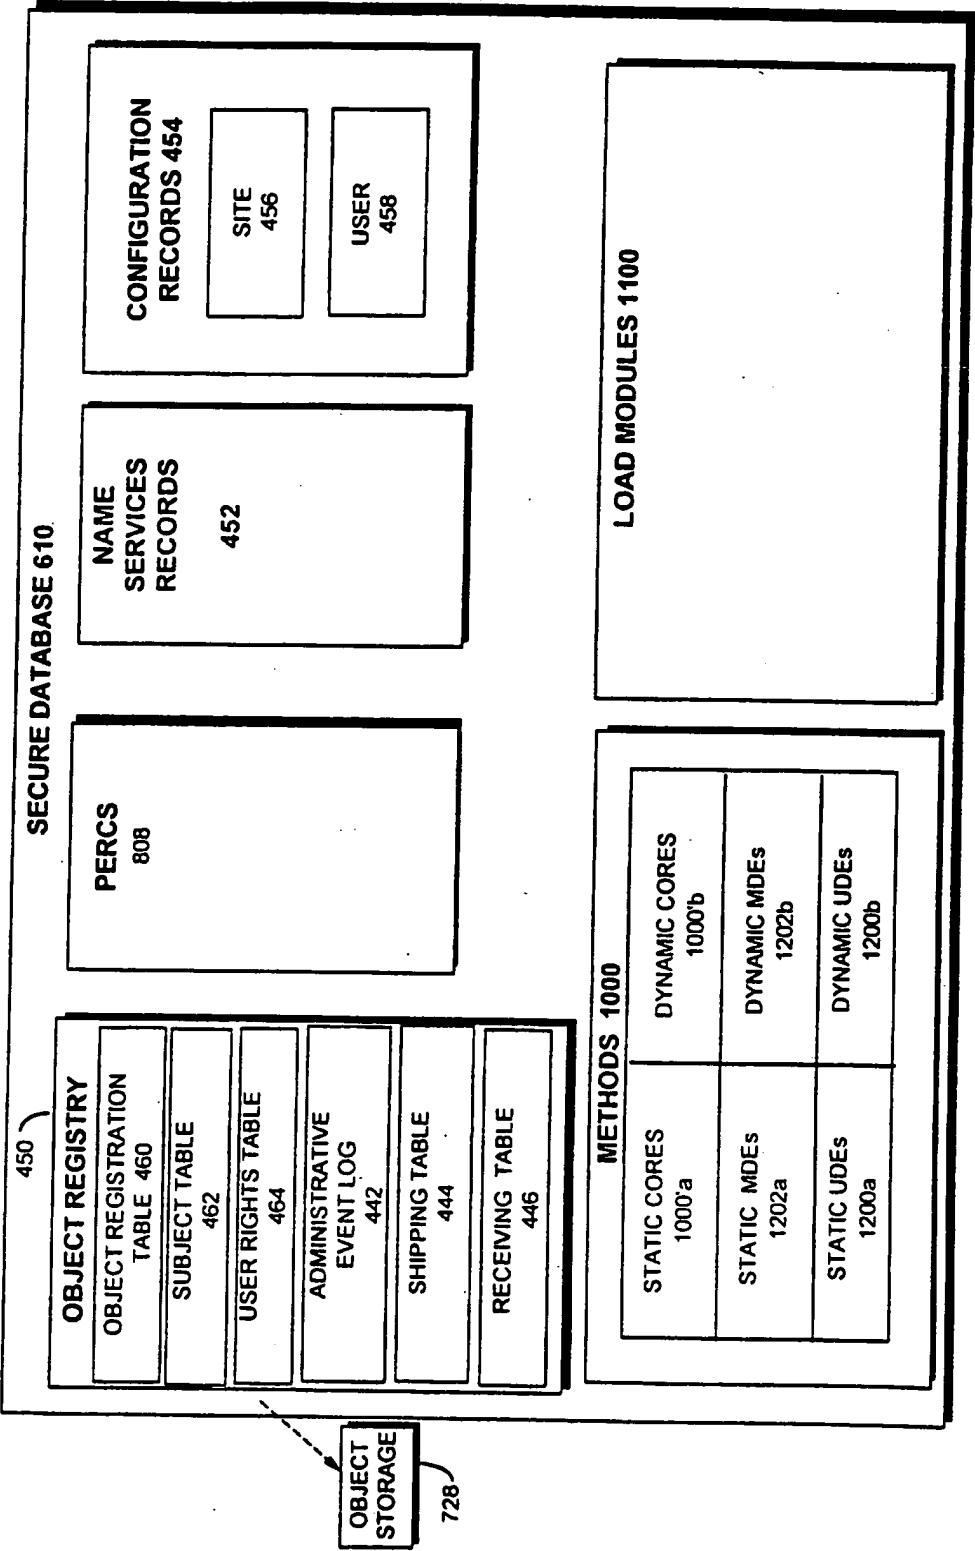 SECURE DATABASE 610
450
OBJECT REGISTRY
OBJECT REGISTRATION
TABLE 460
SUBJECT TABLE
462
USER RIGHTS TABLE
464
ADMINISTRATIVE
EVENT LOG
442
SHIPPING TABLE
444
RECEIVING TABLE
446
PERCS
808
NAME
SERVICES
RECORDS
452
CONFIGURATION
RECORDS 454
SITE
456
USER
458
OBJECT
STORAGE
728
METHODS 1000
STATIC CORES
1000'a
DYNAMIC CORES
1000'b
STATIC MDEs
1202a
DYNAMIC MDEs
1202b
STATIC UDEs
1200a
DYNAMIC UDEs
1200b
LOAD MODULES 1100